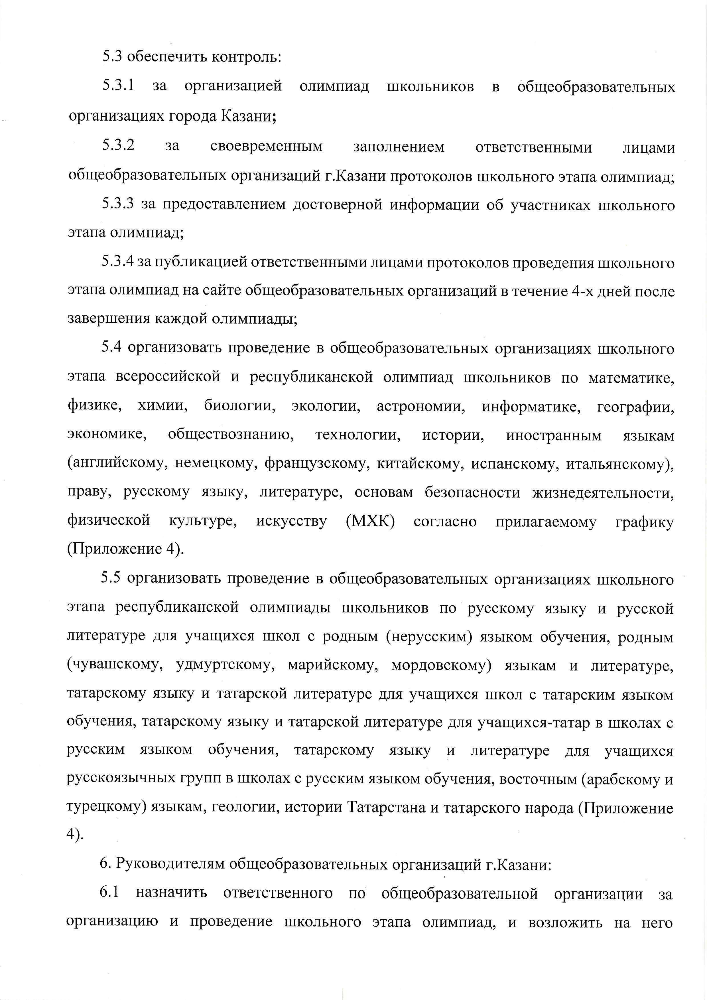 5.3 обеспечить контроль:
5.3.1 за организацией олимпиад школьников в общеобразовательных
организациях города Казани;
5.3.2 за своевременным заполнением ответственными лицами
общеобразовательных организаций г.Казани протоколов школьного этапа олимпиад;
5.3.3 за предоставлением достоверной информации об участниках школьного
этапа олимпиад;
5.3.4 за публикацией ответственными лицами протоколов проведения школьного
этапа олимпиад на сайте общеобразовательных организаций в течение 4-х дней после
завершения каждой олимпиады;
5.4 организовать проведение в общеобразовательных организациях школьного
этапа всероссийской и республиканской олимпиад школьников по математике,
физике, химии, биологии, экологии, астрономии, информатике, географии,
экономике, обществознанию, технологии, истории, иностранным языкам
(английскому, немецкому, французскому, китайскому, испанскому, итальянскому),
праву, русскому языку, литературе, основам безопасности жизнедеятельности,
физической культуре, искусству (МХК) согласно прилагаемому графику
(Приложение 4).
5.5 организовать проведение в общеобразовательных организациях школьного
этапа республиканской олимпиады школьников по русскому языку и русской
литературе для учащихся школ с родным (нерусским) языком обучения, родным
(чувашскому, удмуртскому, марийскому, мордовскому) языкам и литературе,
татарскому языку и татарской литературе для учащихся школ с татарским языком
обучения, татарскому языку и татарской литературе для учащихся-татар в школах с
русским языком обучения, татарскому языку и литературе для учащихся
русскоязычных групп в школах с русским языком обучения, восточным (арабскому и
турецкому) языкам, геологии, истории Татарстана и татарского народа (Приложение
4).
6. Руководителям общеобразовательных организаций г.Казани:
6.1 назначить ответственного по общеобразовательной организации за
организацию и проведение школьного этапа олимпиад, и возложить на него